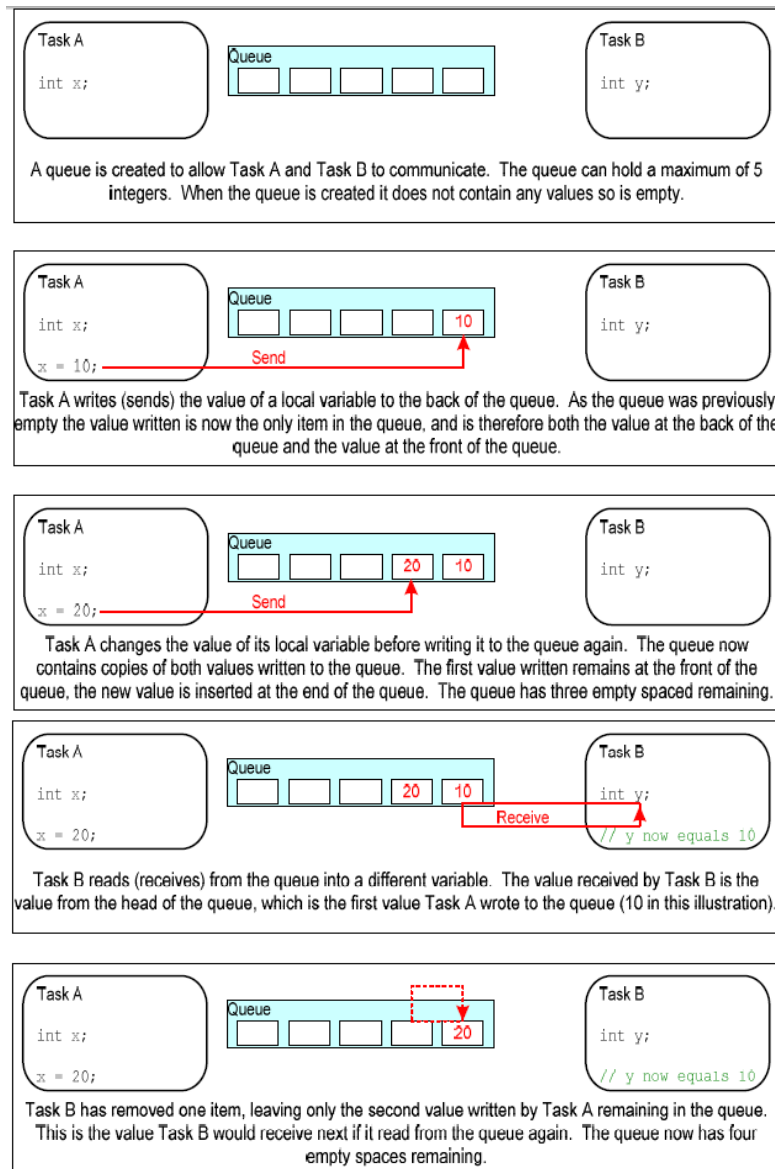 Task A
int x;
Queue
Task B
int y;
A queue is created to allow Task A and Task B to communicate. The queue can hold a maximum of 5
integers. When the queue is created it does not contain any values so is empty.
Task A
int x;
x = 10;
Queue
10
Send
Task B
int y;
Task A writes (sends) the value of a local variable to the back of the queue. As the queue was previously
empty the value written is now the only item in the queue, and is therefore both the value at the back of the
queue and the value at the front of the queue.
Task A
int x;
x = 20;
Queue
20 10
Send
Task B
int y;
Task A changes the value of its local variable before writing it to the queue again. The queue now
contains copies of both values written to the queue. The first value written remains at the front of the
queue, the new value is inserted at the end of the queue. The queue has three empty spaced remaining.
Task A
int x;
x = 20;
Queue
20 10
Receive
Task B
int y;
// y now equals 10
Task B reads (receives) from the queue into a different variable. The value received by Task B is the
value from the head of the queue, which is the first value Task A wrote to the queue (10 in this illustration).
Task A
int x;
x = 20;
Queue
20
Task B
int y;
// y now equals 10
Task B has removed one item, leaving only the second value written by Task A remaining in the queue.
This is the value Task B would receive next if it read from the queue again. The queue now has four
empty spaces remaining.